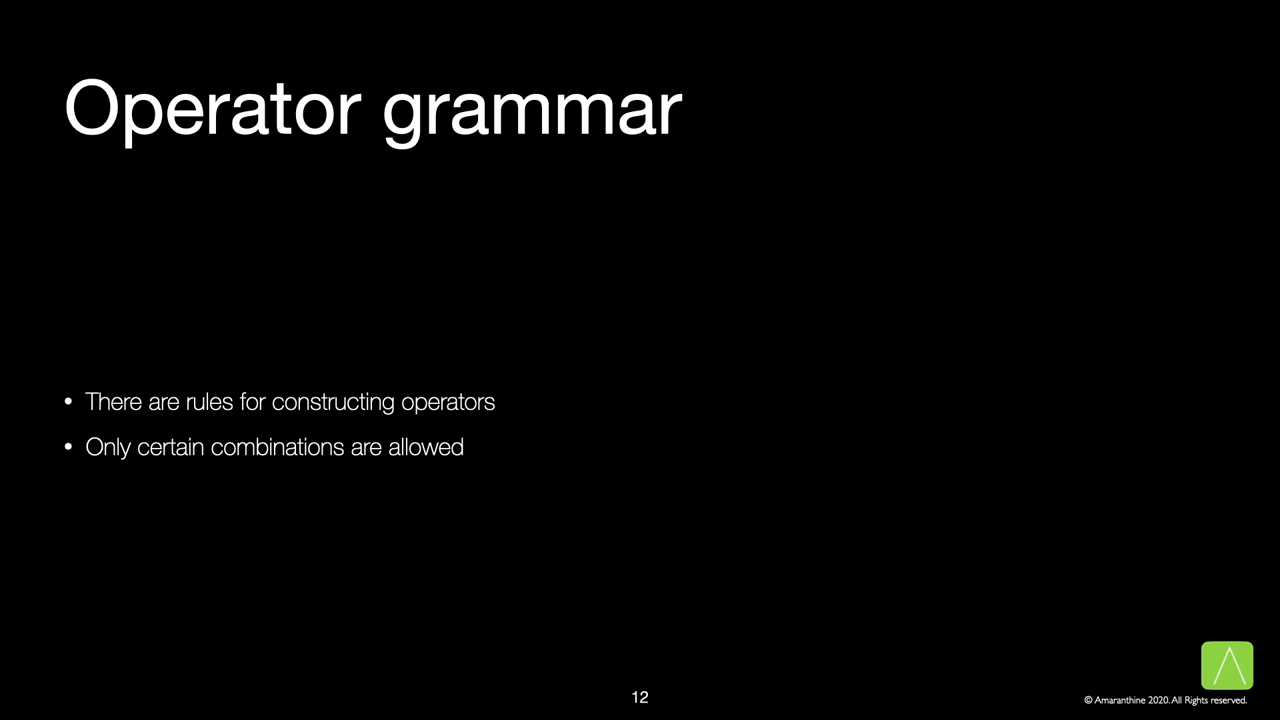 Operator grammar
• There are rules for constructing operators
• Only certain combinations are allowed
12
© Amaranthine 2020. All Rights reserved.